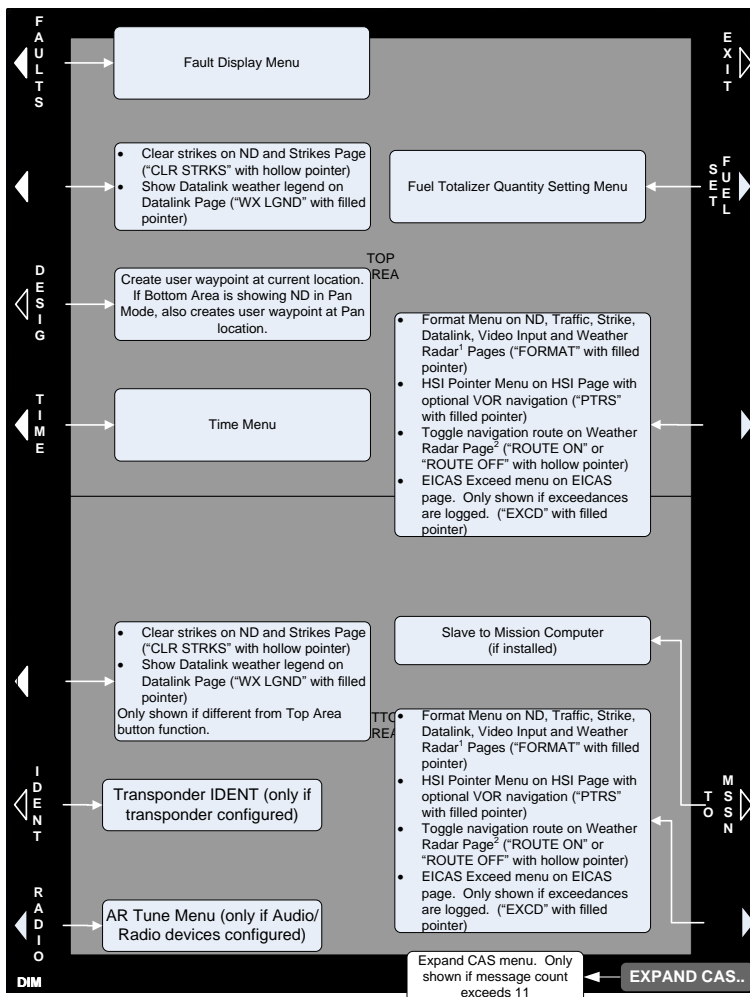 FAULTS
Fault Display Menu
EXIT
• Clear strikes on ND and Strikes Page
("CLR STRKS" with hollow pointer)
• Show Datalink weather legend on
Datalink Page ("WX LGND" with filled
pointer)
Fuel Totalizer Quantity Setting Menu
SET
FUEL
TOP
REA
DESIG
Create user waypoint at current location.
If Bottom Area is showing ND in Pan
Mode, also creates user waypoint at Pan
location.
TIME
Time Menu
• Format Menu on ND, Traffic, Strike,
Datalink, Video Input and Weather
Radar¹ Pages ("FORMAT" with filled
pointer)
• HSI Pointer Menu on HSI Page with
optional VOR navigation ("PTRS"
with filled pointer)
• Toggle navigation route on Weather
Radar Page² ("ROUTE ON" or
"ROUTE OFF" with hollow pointer)
• EICAS Exceed menu on EICAS
page. Only shown if exceedances
are logged. ("EXCD" with filled
pointer)
• Clear strikes on ND and Strikes Page
("CLR STRKS" with hollow pointer)
• Show Datalink weather legend on
Datalink Page ("WX LGND" with filled
pointer)
Only shown if different from Top Area
button function.
Slave to Mission Computer
(if installed)
TTO
REA
• Format Menu on ND, Traffic, Strike,
Datalink, Video Input and Weather
Radar¹ Pages ("FORMAT" with filled
pointer)
• HSI Pointer Menu on HSI Page with
optional VOR navigation ("PTRS"
with filled pointer)
• Toggle navigation route on Weather
Radar Page² ("ROUTE ON" or
"ROUTE OFF" with hollow pointer)
• EICAS Exceed menu on EICAS
page. Only shown if exceedances
are logged. ("EXCD" with filled
pointer)
IDENT
Transponder IDENT (only if
transponder configured)
TO
MSSN
RADIO
AR Tune Menu (only if Audio/
Radio devices configured)
DIM
Expand CAS menu. Only
shown if message count
exceeds 11
EXPAND CAS..